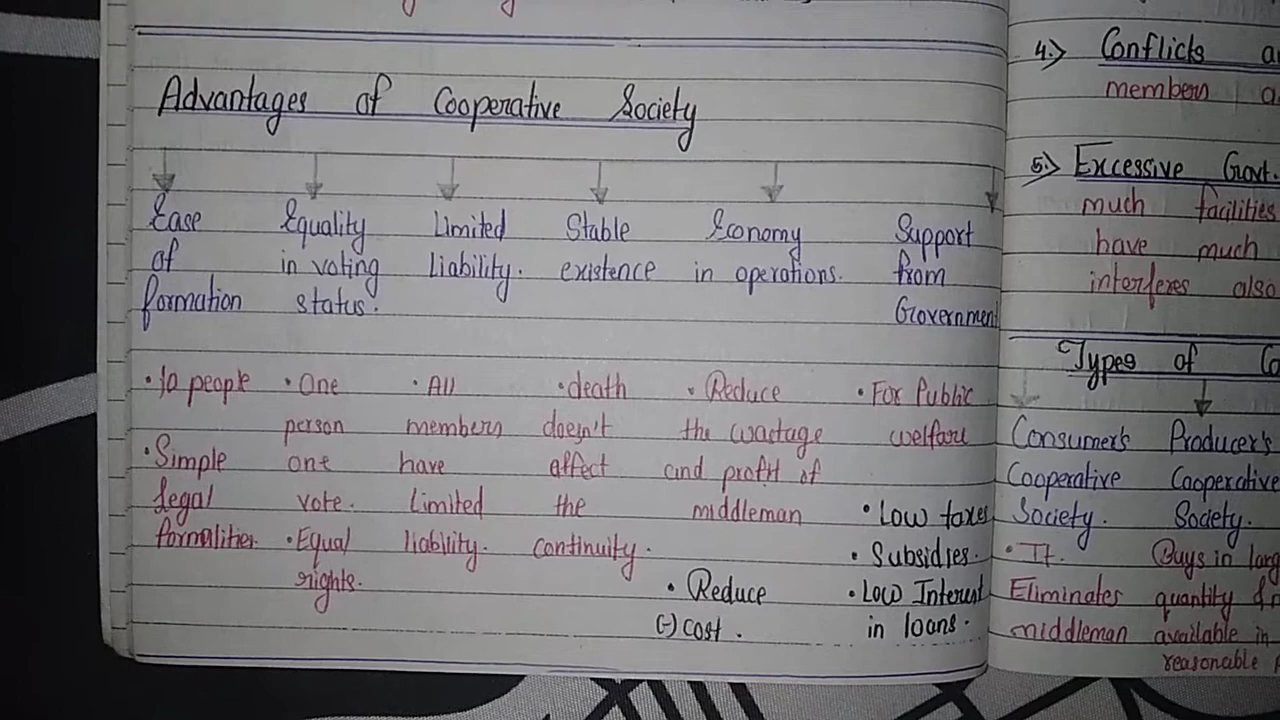 Advantages of Cooperative Society
Ease of formation
Equality in voting status.
Limited liability.
Stable existence
Economy in operations.
Support from Government
• 10 people
• Simple legal formalities.
• One person one vote.
• Equal rights.
• All members have Limited liability.
• death doesn't affect the continuity.
• Reduce the wastage and profit of middleman
• Reduce (-) cost.
• For Public welfare
• Low taxes
• Subsidies.
• Low Interest in loans.
4.) Conflicts
members
5.) Excessive Govt.
much facilities
have much
interferes also
Types of Co
Consumer's Cooperative Society.
Producer's Cooperative Society.
• It Eliminates middleman
Buys in larg
quantity &
available in
reasonable